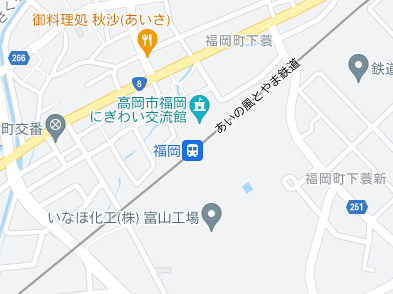 御料理処 秋沙(あいさ)
福岡町下蓑
266
8
鉄道
高岡市福岡
にぎわい交流館
あいの風とやま鉄道
町交番
福岡
福岡町下蓑新
251
いなほ化工(株) 富山工場